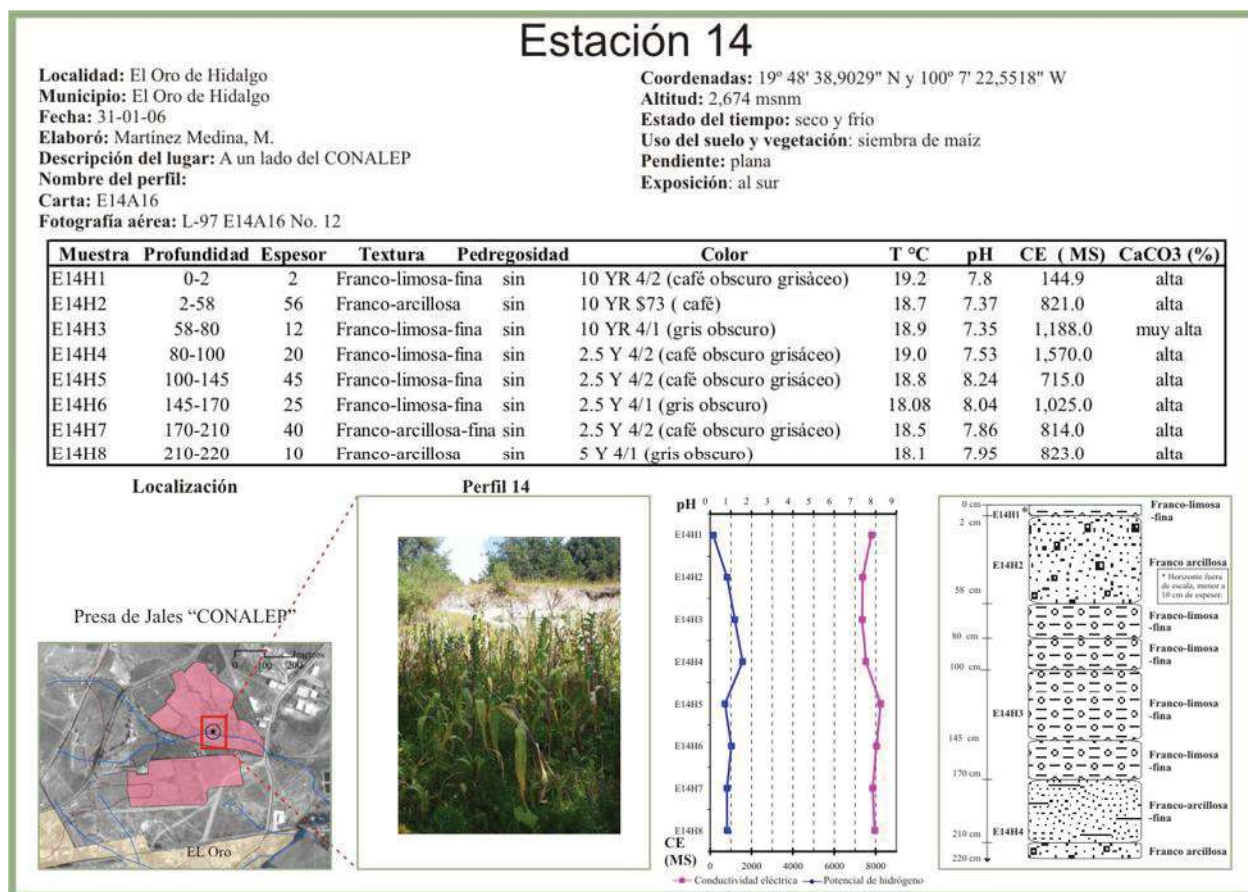 Estación 14
Localidad: El Oro de Hidalgo
Municipio: El Oro de Hidalgo
Fecha: 31-01-06
Elaboró: Martínez Medina, M.
Descripción del lugar: A un lado del CONALEP
Nombre del perfil:
Carta: E14A16
Fotografía aérea: L-97 E14A16 No. 12
Coordenadas: 19º 48' 38,9029" N y 100º 7' 22,5518" W
Altitud: 2,674 msnm
Estado del tiempo: seco y frío
Uso del suelo y vegetación: siembra de maíz
Pendiente: plana
Exposición: al sur
Muestra Profundidad Espesor Textura Pedregosidad Color T °C pH CE ( MS) CaCO3 (%)
E14H1 0-2 2 Franco-limosa-fina sin 10 YR 4/2 (café obscuro grisàceo) 19.2 7.8 144.9 alta
E14H2 2-58 56 Franco-arcillosa sin 10 YR $73 ( café) 18.7 7.37 821.0 alta
E14H3 58-80 12 Franco-limosa-fina sin 10 YR 4/1 (gris obscuro) 18.9 7.35 1,188.0 muy alta
E14H4 80-100 20 Franco-limosa-fina sin 2.5 Y 4/2 (café obscuro grisáceo) 19.0 7.53 1,570.0 alta
E14H5 100-145 45 Franco-limosa-fina sin 2.5 Y 4/2 (café obscuro grisáceo) 18.8 8.24 715.0 alta
E14H6 145-170 25 Franco-limosa-fina sin 2.5 Y 4/1 (gris obscuro) 18.08 8.04 1,025.0 alta
E14H7 170-210 40 Franco-arcillosa-fina sin 2.5 Y 4/2 (café obscuro grisáceo) 18.5 7.86 814.0 alta
E14H8 210-220 10 Franco-arcillosa sin 5 Y 4/1 (gris obscuro) 18.1 7.95 823.0 alta
Localización
Presa de Jales “CONALEP”
metros
0 100 200
EL Oro
Perfil 14
pH 0 1 2 3 4 5 6 7 8 9
E14H1
E14H2
E14H3
E14H4
E14H5
E14H6
E14H7
E14H8
CE
(MS)
0 2000 4000 6000 8000
Conductividad eléctrica Potencial de hidrógeno
0 cm
E14H1 *
2 cm
E14H2
58 cm
80 cm
100 cm
E14H3
145 cm
170 cm
E14H4
210 cm
220 cm
Franco-limosa
-fina
Franco arcillosa
* Horizonte fuera
de escala, menor a
10 cm de espesor.
Franco-limosa
-fina
Franco-limosa
-fina
Franco-limosa
-fina
Franco-limosa
-fina
Franco-arcillosa
-fina
Franco arcillosa